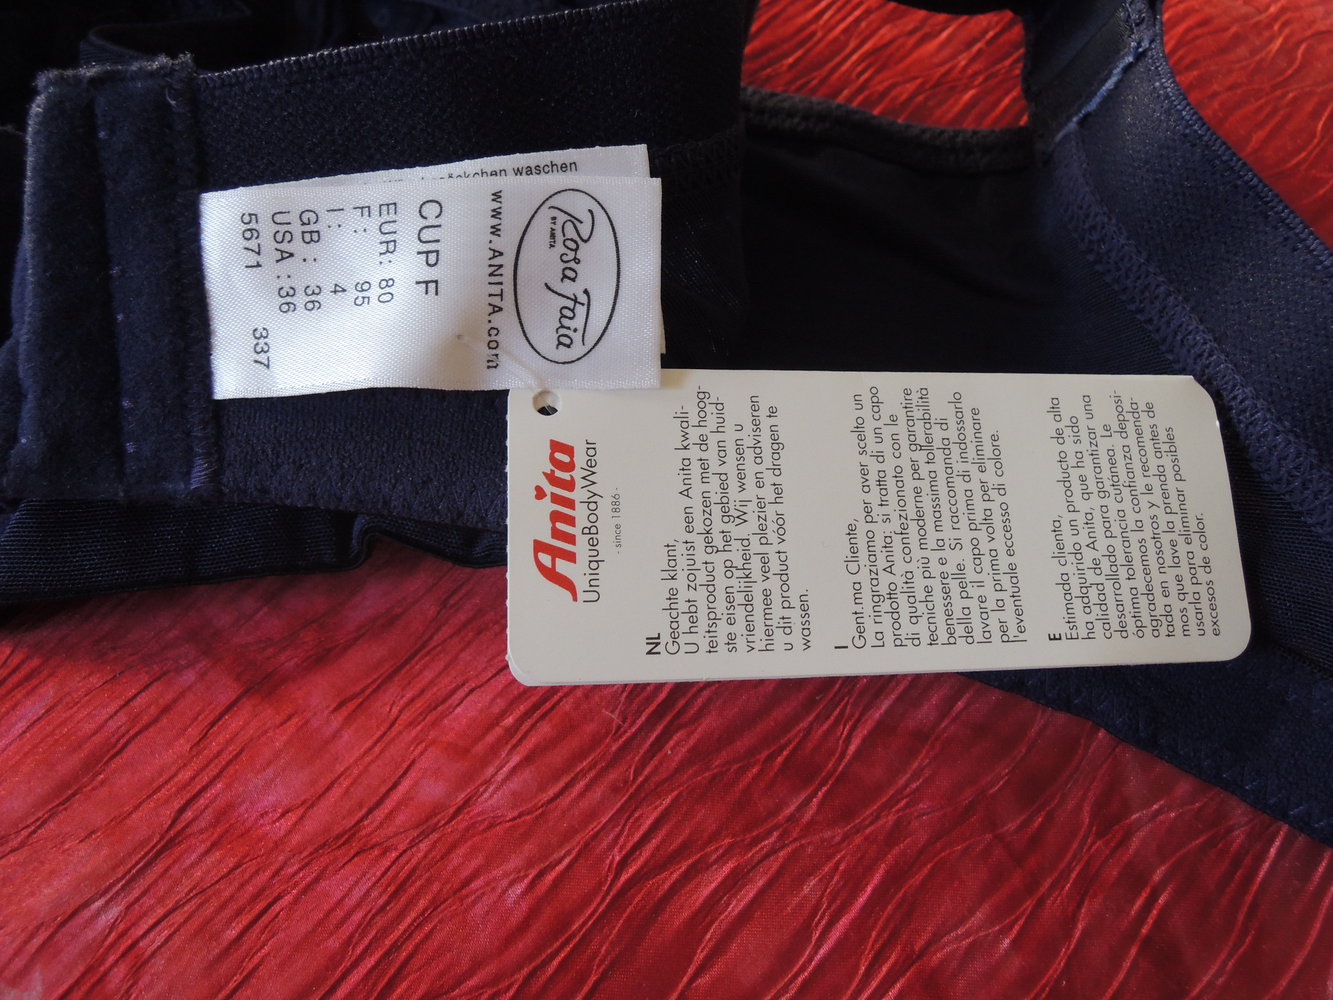 Rosa Faia
BY ANITA
www.ANITA.com
CUP F
EUR: 80
F: 95
I: 4
GB: 36
USA: 36
5671 337
waschen
Anita
UniqueBodyWear
- since 1886 -
NL
Geachte klant,
U hebt zojuist een Anita kwali-
teitsproduct gekozen met de hoog-
ste eisen op het gebied van huid-
vriendelijkheid. Wij wensen u
hiermee veel plezier en adviseren
u dit product vóór het dragen te
wassen.
I
Gent.ma Cliente,
La ringraziamo per aver scelto un
prodotto Anita: si tratta di un capo
di qualità confezionato con le
tecniche più moderne per garantire
benessere e la massima tollerabilità
della pelle. Si raccomanda di
lavare il capo prima di indossarlo
per la prima volta per eliminare
l'eventuale eccesso di colore.
E
Estimada clienta,
ha adquirido un producto de alta
calidad de Anita, que ha sido
desarrollado para garantizar una
óptima tolerancia cutánea. Le
agradecemos la confianza deposi-
tada en nosotros y le recomenda-
mos que lave la prenda antes de
usarla para eliminar posibles
excesos de color.